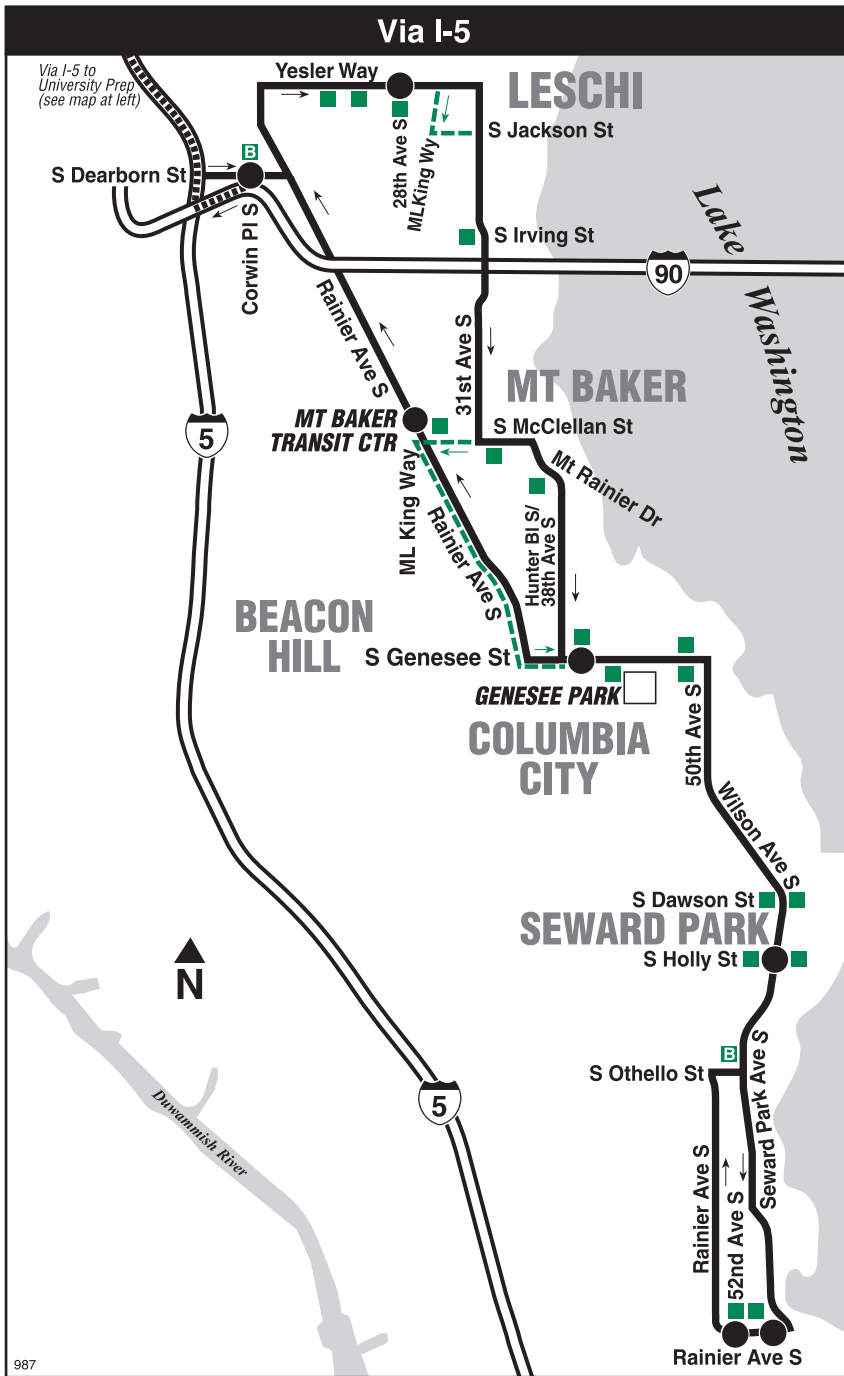 Via I-5
Via I-5 to
University Prep
(see map at left)
Yesler Way
LESCHI
S Jackson St
28th Ave S
MLKing Wy
B
S Dearborn St
Corwin Pl S
S Irving St
Lake
Washington
90
Rainier Ave S
31st Ave S
MT BAKER
5
MT BAKER
TRANSIT CTR
S McClellan St
Mt Rainier Dr
ML King Way
Rainier Ave S
Hunter Bl S/
38th Ave S
BEACON
HILL
S Genesee St
GENESEE PARK
COLUMBIA
CITY
50th Ave S
Wilson Ave S
S Dawson St
SEWARD PARK
S Holly St
N
B
S Othello St
Seward Park Ave S
5
Duwammish River
Rainier Ave S
52nd Ave S
Rainier Ave S
987